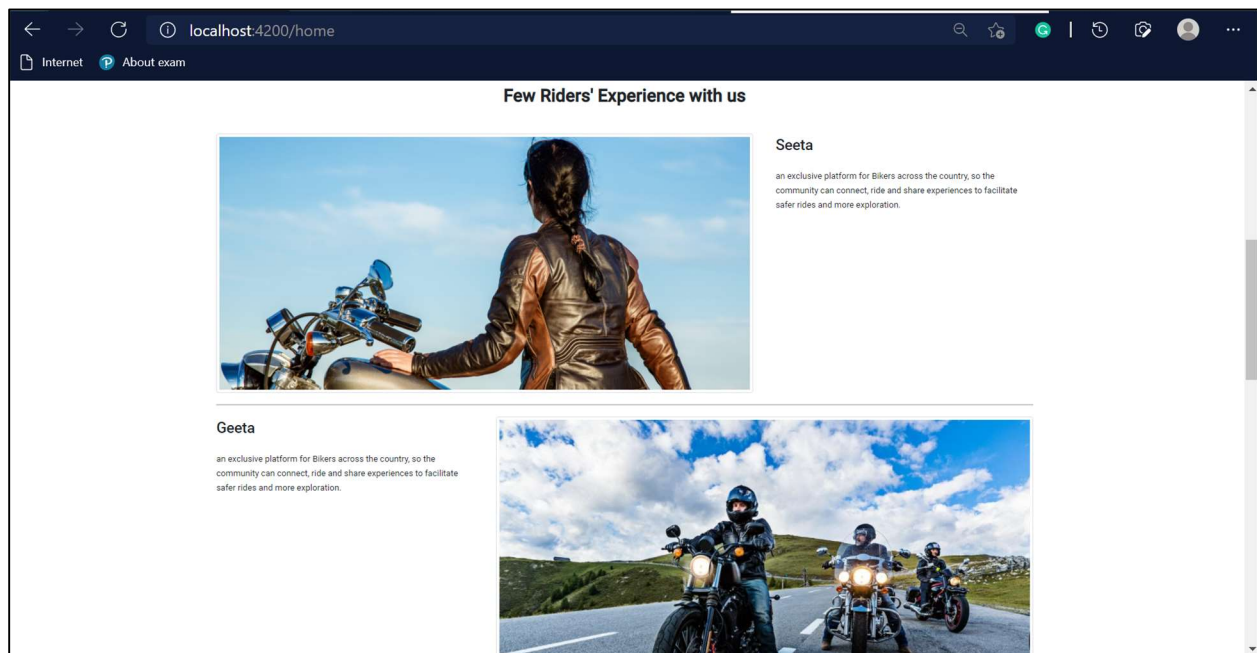 localhost:4200/home
Internet
About exam
Few Riders' Experience with us
Seeta
an exclusive platform for Bikers across the country, so the
community can connect, ride and share experiences to facilitate
safer rides and more exploration.
Geeta
an exclusive platform for Bikers across the country, so the
community can connect, ride and share experiences to facilitate
safer rides and more exploration.